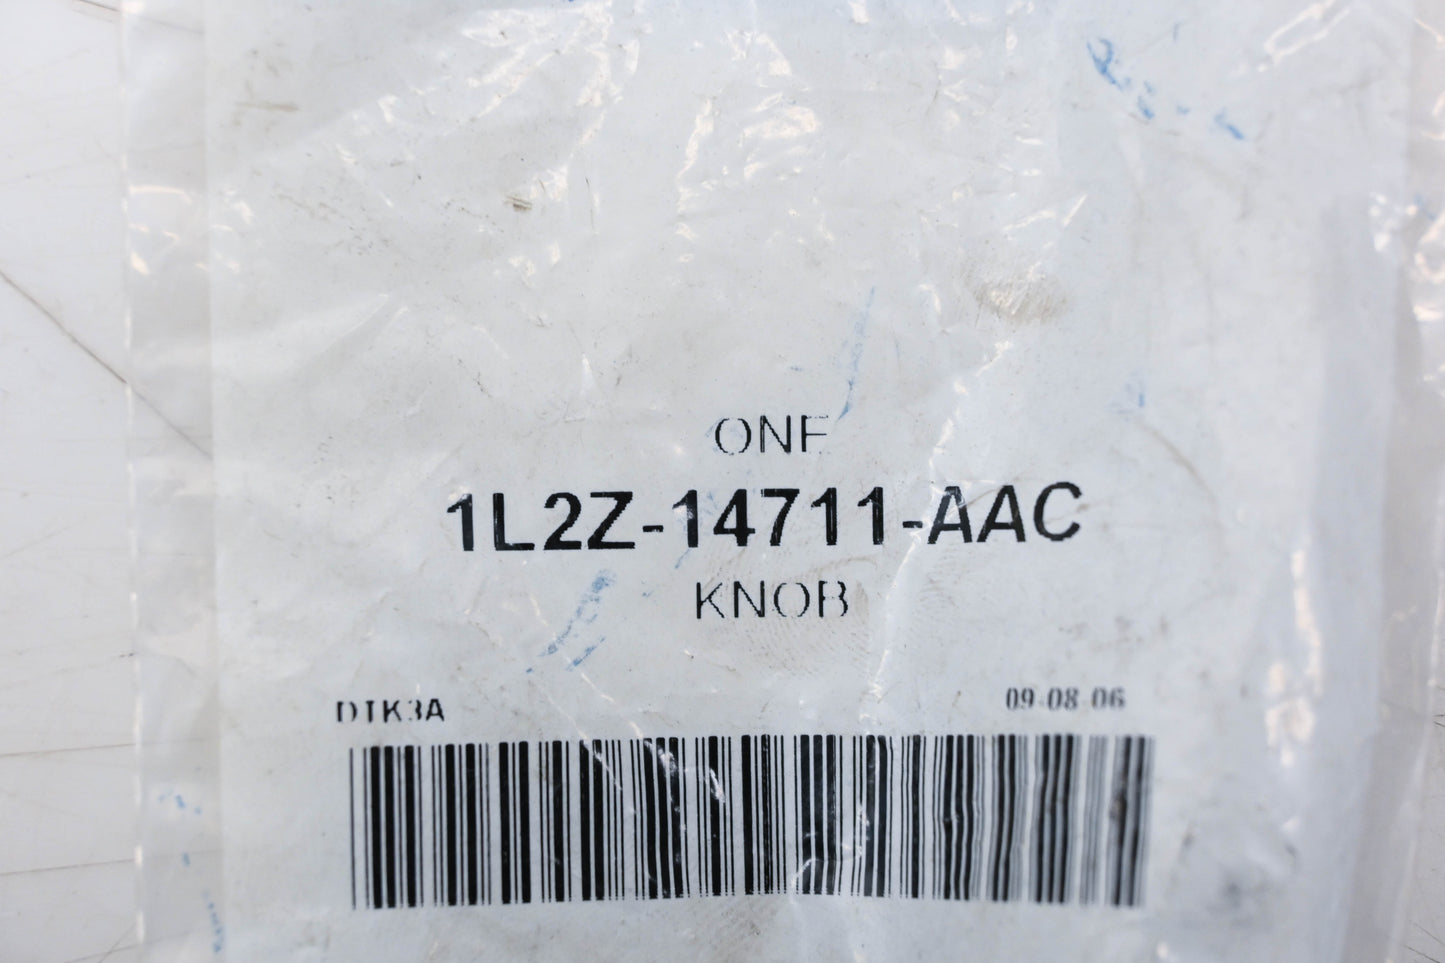 ONE
1L2Z-14711-AAC
KNOB
DTK3A
09-08-06